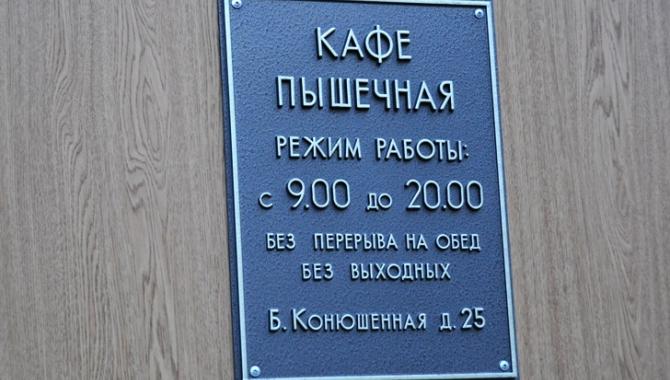 КАФЕ
ПЫШЕЧНАЯ
РЕЖИМ РАБОТЫ:
с 9.00 до 20.00
БЕЗ ПЕРЕРЫВА НА ОБЕД
БЕЗ ВЫХОДНЫХ
Б. Конюшенная д. 25